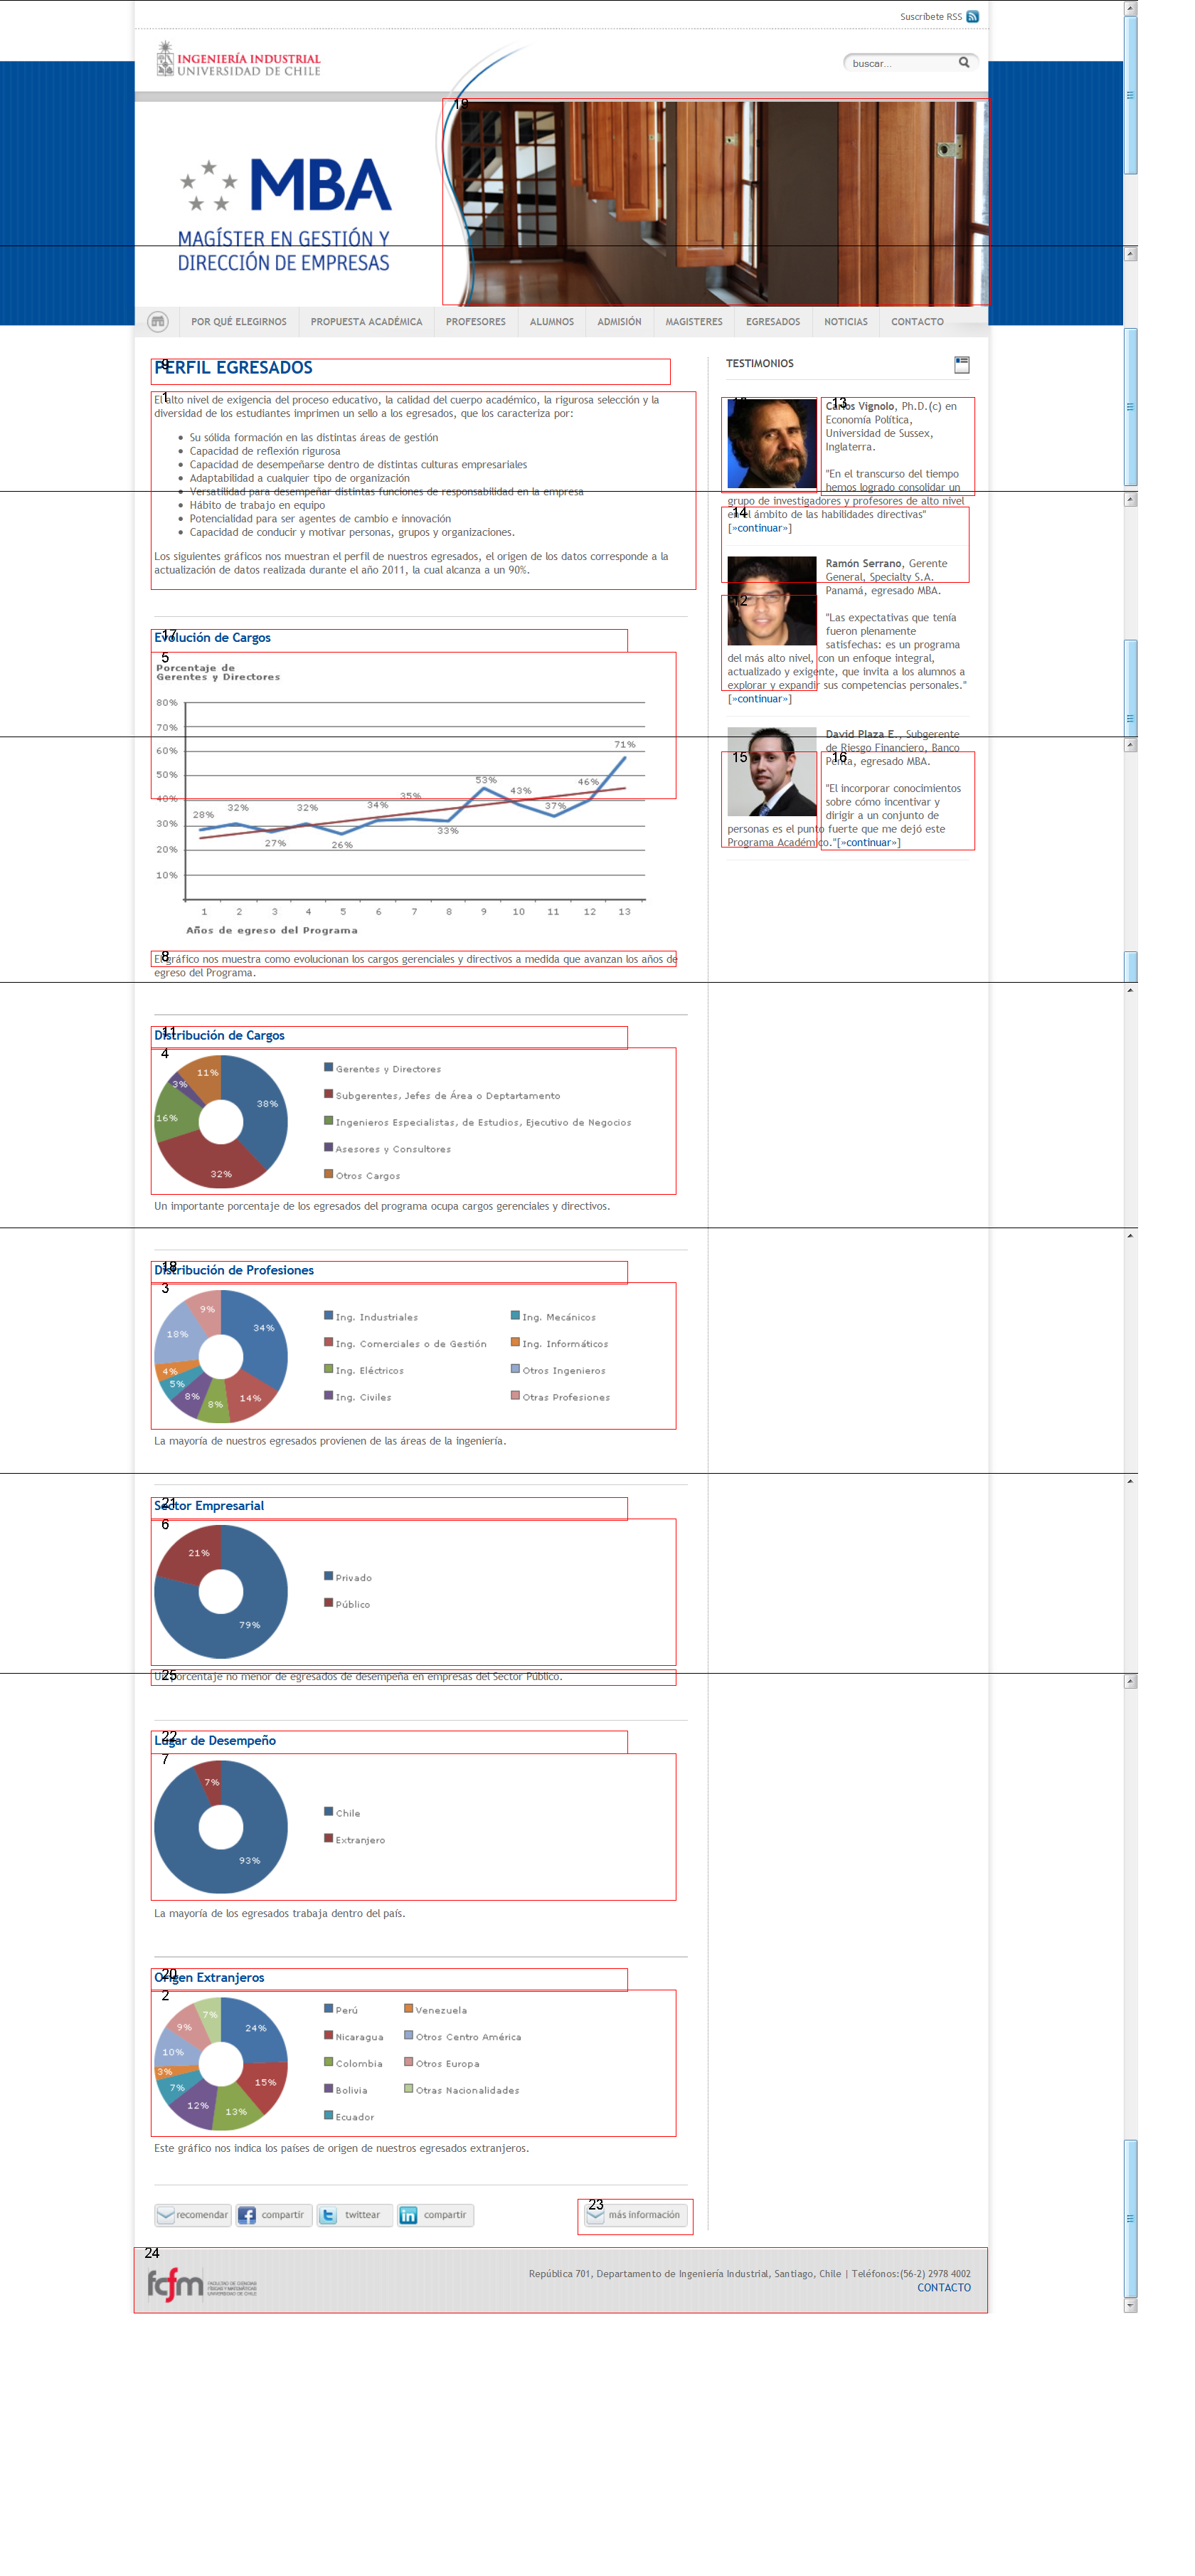 Suscríbete RSS
INGENIERÍA INDUSTRIAL
UNIVERSIDAD DE CHILE
buscar...
19
MBA
MAGÍSTER EN GESTIÓN Y
DIRECCIÓN DE EMPRESAS
POR QUÉ ELEGIRNOS PROPUESTA ACADÉMICA PROFESORES ALUMNOS ADMISIÓN MAGISTERES EGRESADOS NOTICIAS CONTACTO
9
PERFIL EGRESADOS
1
El alto nivel de exigencia del proceso educativo, la calidad del cuerpo académico, la rigurosa selección y la
diversidad de los estudiantes imprimen un sello a los egresados, que los caracteriza por:
Su sólida formación en las distintas áreas de gestión
Capacidad de reflexión rigurosa
Capacidad de desempeñarse dentro de distintas culturas empresariales
Adaptabilidad a cualquier tipo de organización
Versatilidad para desempeñar distintas funciones de responsabilidad en la empresa
Hábito de trabajo en equipo
Potencialidad para ser agentes de cambio e innovación
Capacidad de conducir y motivar personas, grupos y organizaciones.
Los siguientes gráficos nos muestran el perfil de nuestros egresados, el origen de los datos corresponde a la
actualización de datos realizada durante el año 2011, la cual alcanza a un 90%.
17
Evolución de Cargos
5
Porcentaje de
Gerentes y Directores
80%
70%
60%
50%
40%
30%
20%
10%
28% 32% 27% 32% 26% 34% 35% 33% 53% 43% 37% 46% 71%
1 2 3 4 5 6 7 8 9 10 11 12 13
Años de egreso del Programa
8
El gráfico nos muestra como evolucionan los cargos gerenciales y directivos a medida que avanzan los años de
egreso del Programa.
11
Distribución de Cargos
4
11%
3%
38%
16%
32%
Gerentes y Directores
Subgerentes, Jefes de Área o Deptartamento
Ingenieros Especialistas, de Estudios, Ejecutivo de Negocios
Asesores y Consultores
Otros Cargos
Un importante porcentaje de los egresados del programa ocupa cargos gerenciales y directivos.
18
Distribución de Profesiones
3
9%
34%
18%
4%
5%
8%
8%
14%
Ing. Industriales Ing. Mecánicos
Ing. Comerciales o de Gestión Ing. Informáticos
Ing. Eléctricos Otros Ingenieros
Ing. Civiles Otras Profesiones
La mayoría de nuestros egresados provienen de las áreas de la ingeniería.
21
Sector Empresarial
6
21%
79%
Privado
Público
25
Un porcentaje no menor de egresados de desempeña en empresas del Sector Público.
22
Lugar de Desempeño
7
7%
93%
Chile
Extranjero
La mayoría de los egresados trabaja dentro del país.
20
Origen Extranjeros
2
7%
9%
24%
10%
3%
7%
15%
12%
13%
Perú Venezuela
Nicaragua Otros Centro América
Colombia Otros Europa
Bolivia Otras Nacionalidades
Ecuador
Este gráfico nos indica los países de origen de nuestros egresados extranjeros.
recomendar compartir twittear compartir
23
más información
TESTIMONIOS
13
Carlos Vignolo, Ph.D.(c) en
Economía Política,
Universidad de Sussex,
Inglaterra.
"En el transcurso del tiempo
hemos logrado consolidar un
grupo de investigadores y profesores de alto nivel
en el ámbito de las habilidades directivas"
14
[»continuar»]
12
Ramón Serrano, Gerente
General, Specialty S.A.
Panamá, egresado MBA.
"Las expectativas que tenía
fueron plenamente
satisfechas: es un programa
del más alto nivel, con un enfoque integral,
actualizado y exigente, que invita a los alumnos a
explorar y expandir sus competencias personales."
[»continuar»]
15
16
David Plaza E., Subgerente
de Riesgo Financiero, Banco
Penta, egresado MBA.
"El incorporar conocimientos
sobre cómo incentivar y
dirigir a un conjunto de
personas es el punto fuerte que me dejó este
Programa Académico."[»continuar»]
24
fcfm
FACULTAD DE CIENCIAS
FÍSICAS Y MATEMÁTICAS
UNIVERSIDAD DE CHILE
República 701, Departamento de Ingeniería Industrial, Santiago, Chile | Teléfonos:(56-2) 2978 4002
CONTACTO